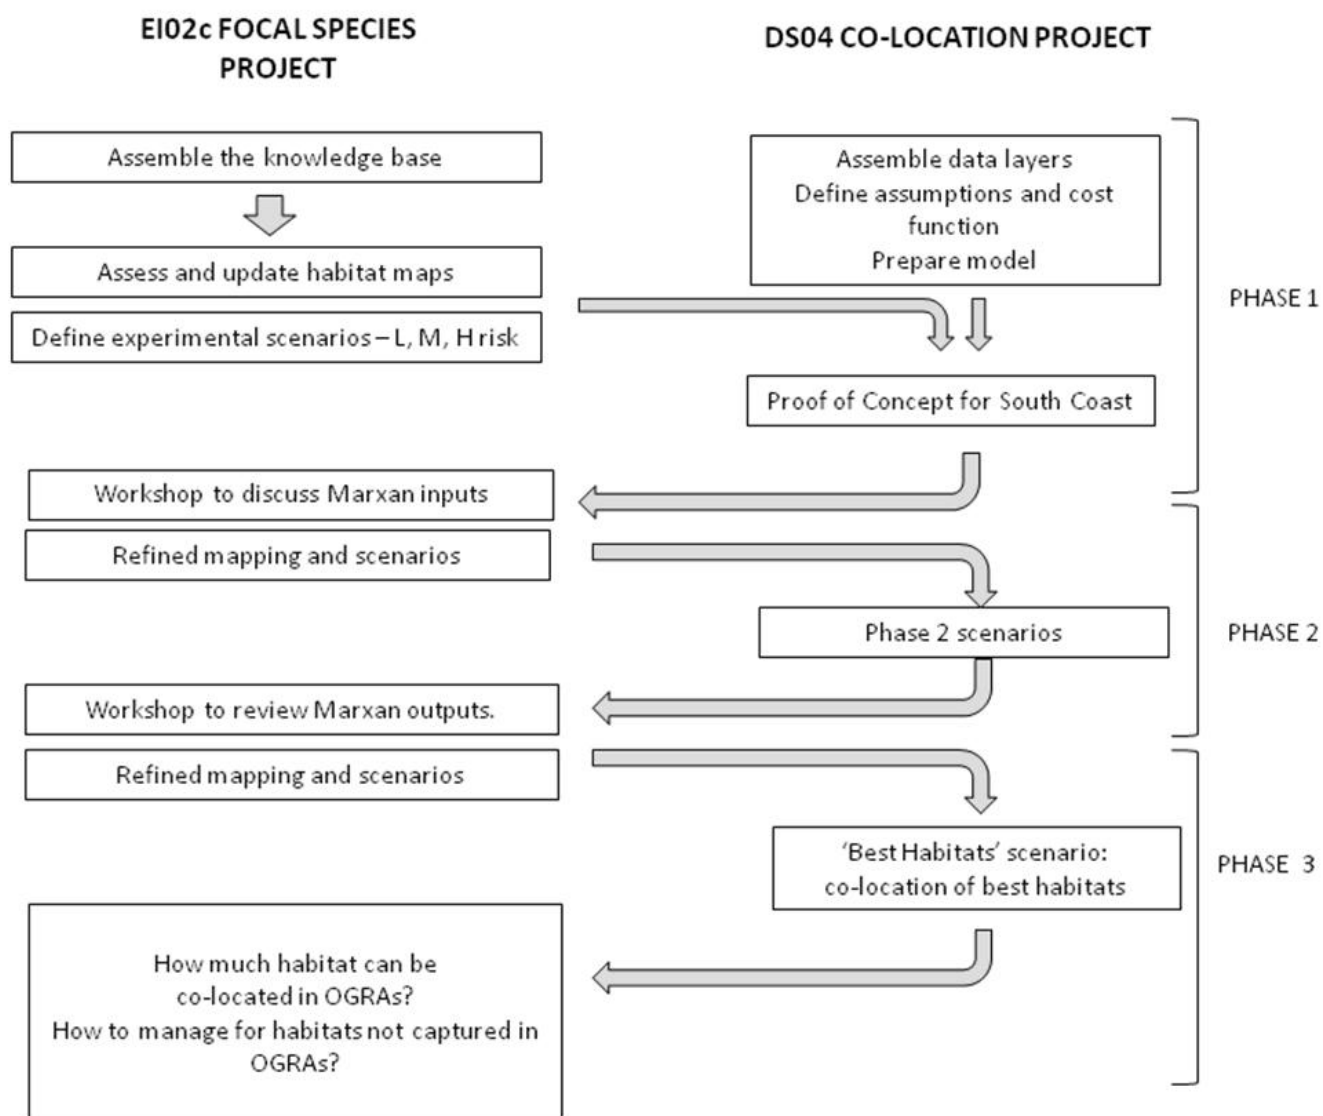 EI02c FOCAL SPECIES
PROJECT
DS04 CO-LOCATION PROJECT
Assemble the knowledge base
Assemble data layers
Define assumptions and cost
function
Prepare model
Assess and update habitat maps
Define experimental scenarios – L, M, H risk
PHASE 1
Proof of Concept for South Coast
Workshop to discuss Marxan inputs
Refined mapping and scenarios
Phase 2 scenarios
PHASE 2
Workshop to review Marxan outputs.
Refined mapping and scenarios
'Best Habitats' scenario:
co-location of best habitats
PHASE 3
How much habitat can be
co-located in OGRAs?
How to manage for habitats not captured in
OGRAs?